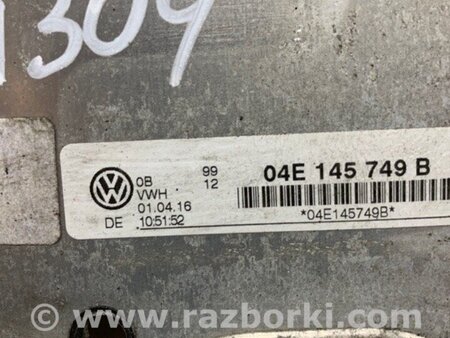 1309
0B 99
VWH 12
01.04.16
DE 10:51:52
04E 145 749 B
*04E145749B*
© www.razborki.com